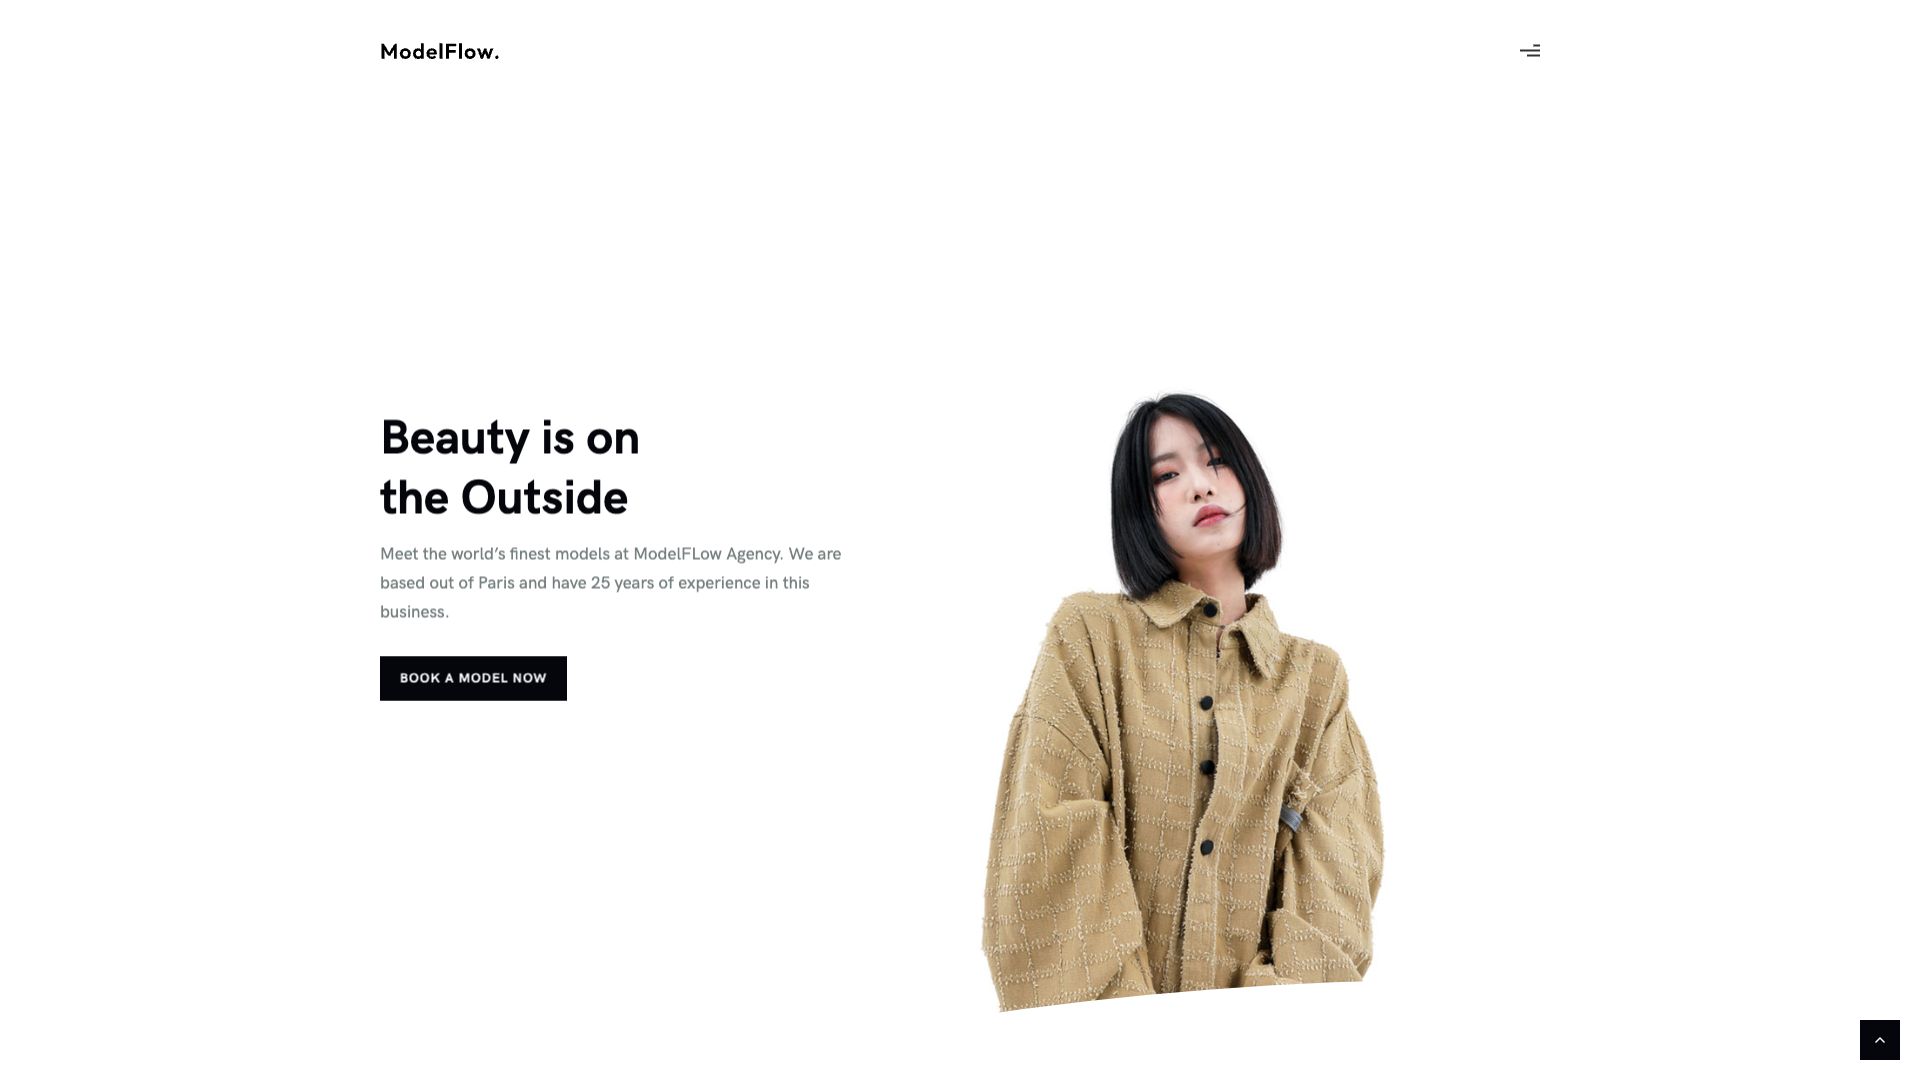 ModelFlow.
Beauty is on
the Outside
Meet the world’s finest models at ModelFLow Agency. We are
based out of Paris and have 25 years of experience in this
business.
BOOK A MODEL NOW